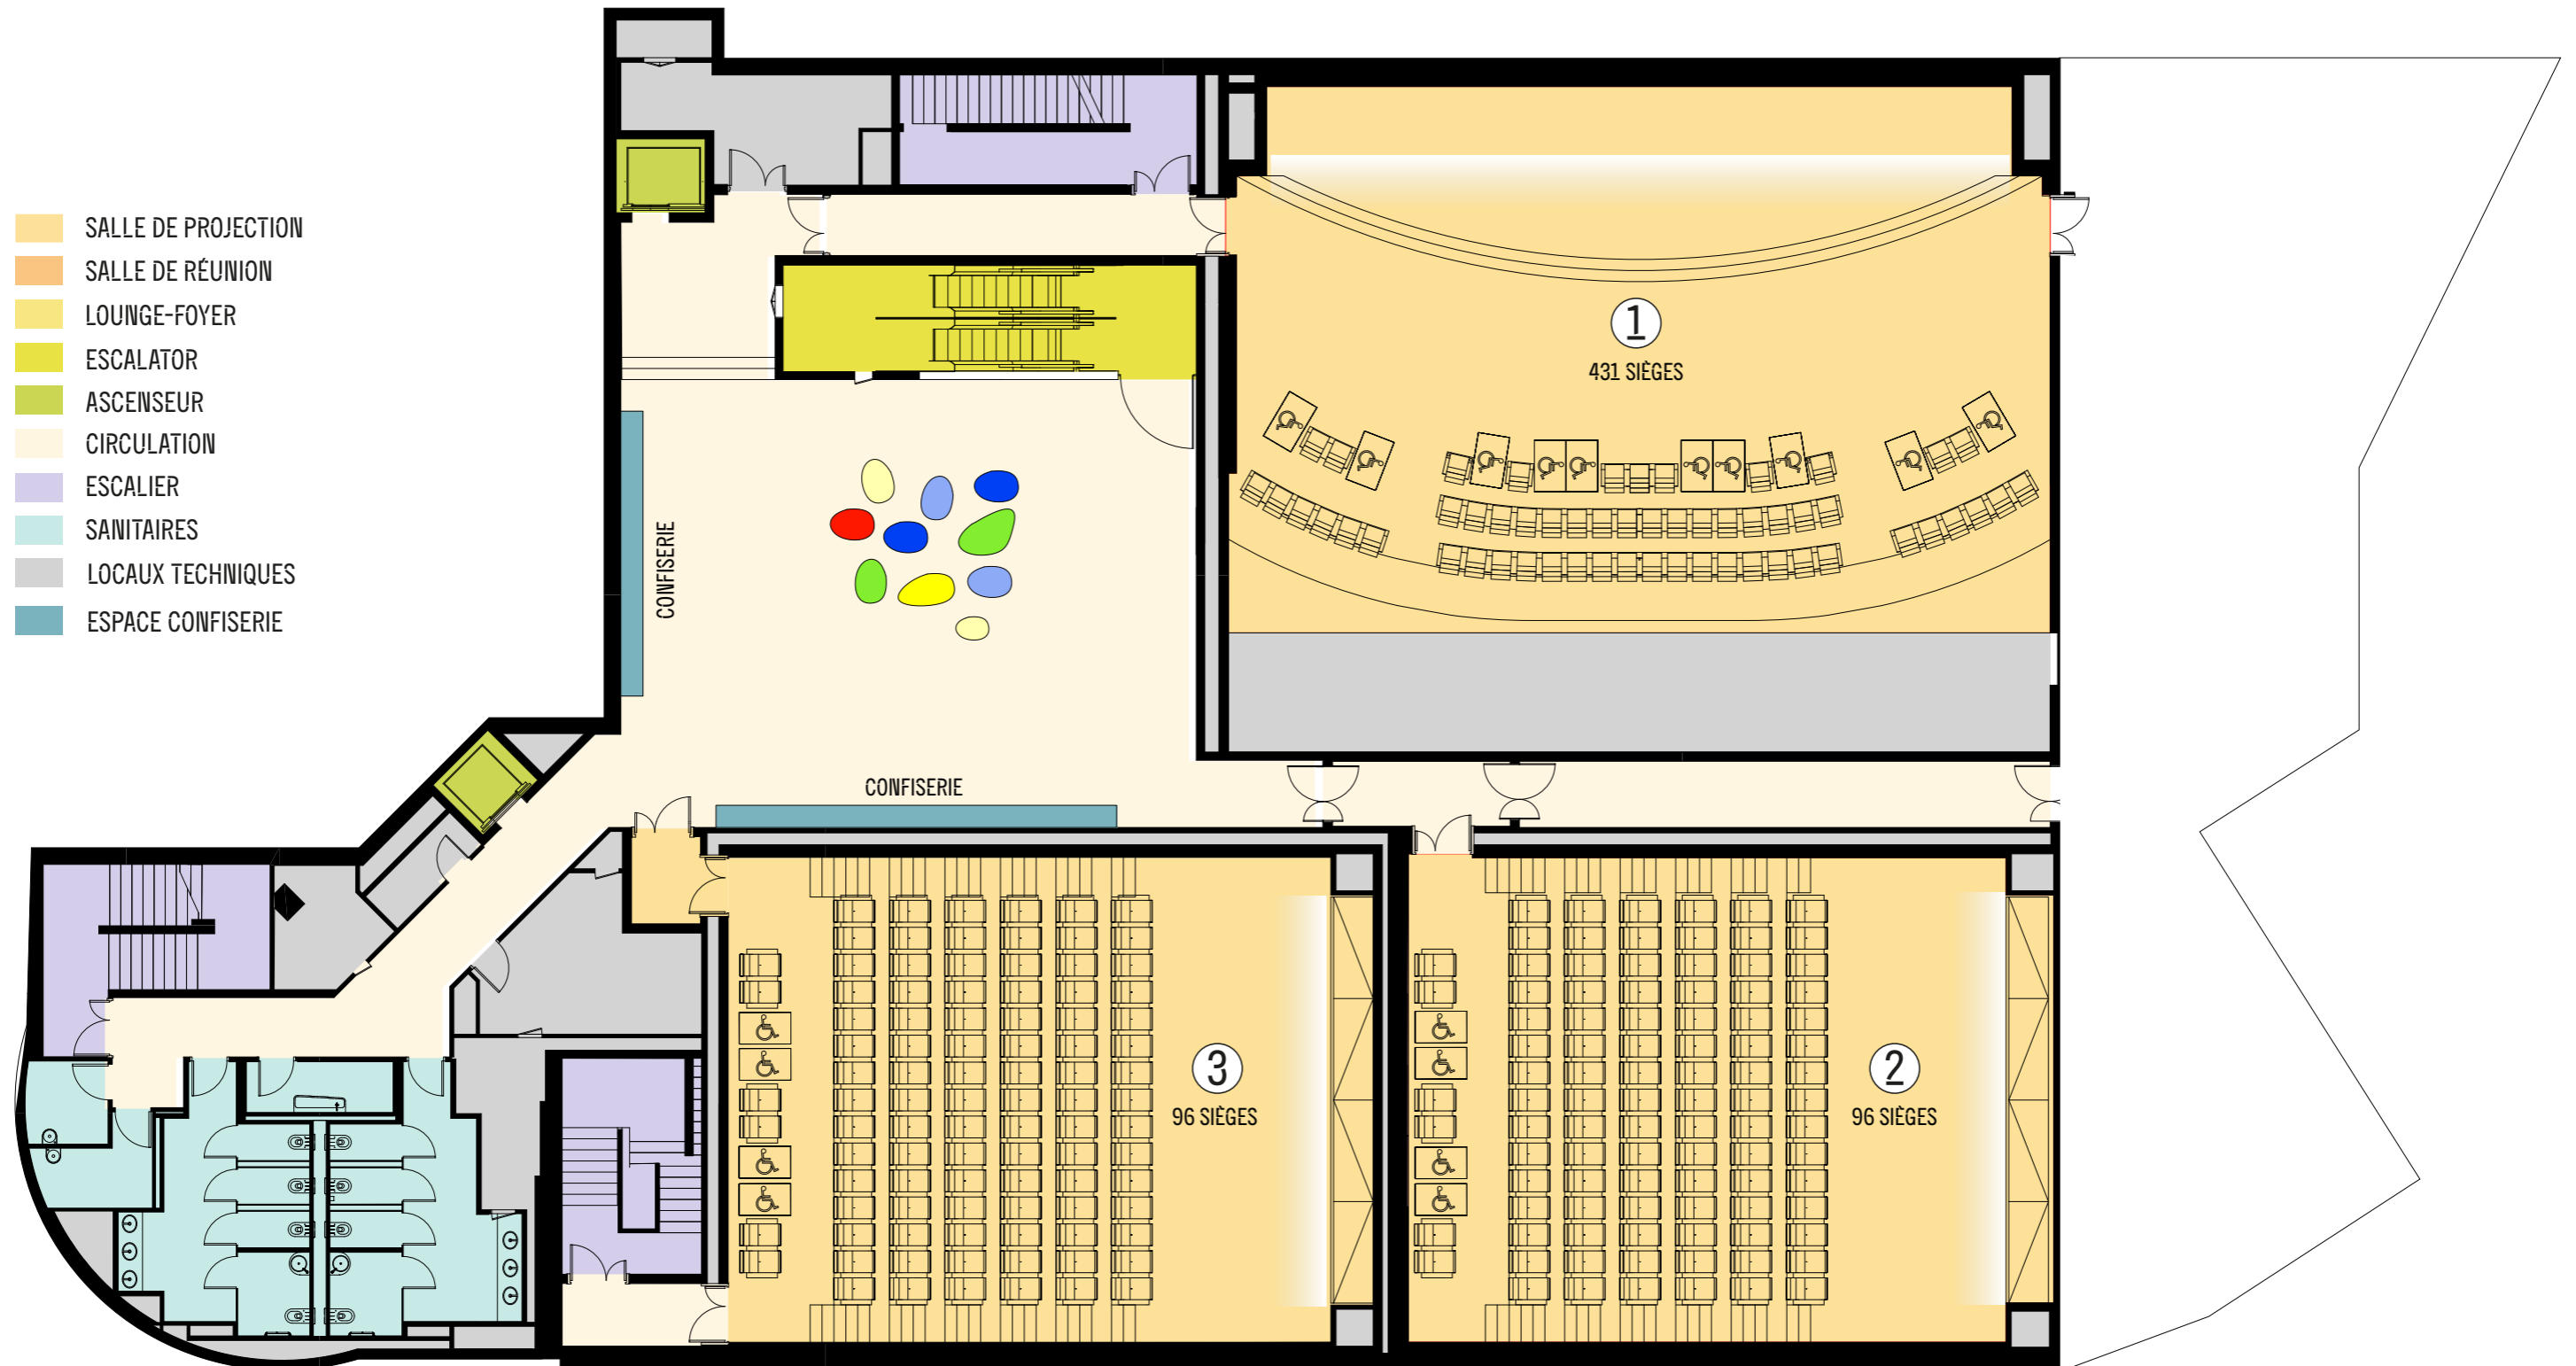 SALLE DE PROJECTION
SALLE DE RÉUNION
LOUNGE-FOYER
ESCALATOR
ASCENSEUR
CIRCULATION
ESCALIER
SANITAIRES
LOCAUX TECHNIQUES
ESPACE CONFISERIE
1
431 SIÈGES
CONFISERIE
CONFISERIE
3
96 SIÈGES
2
96 SIÈGES